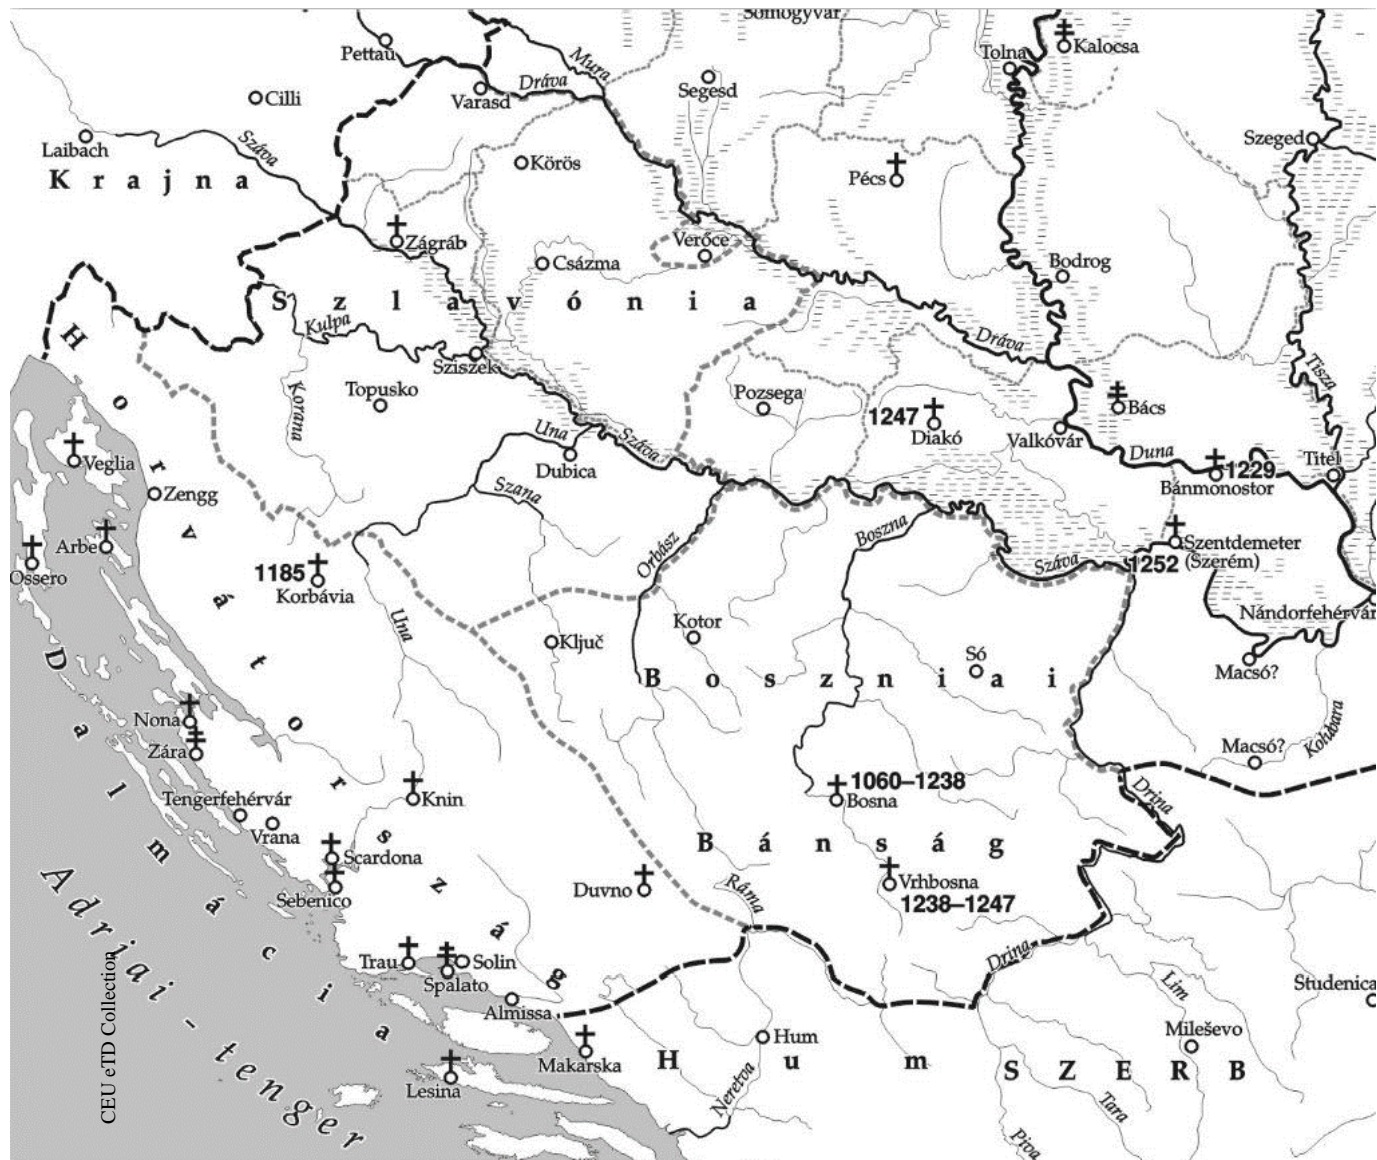 Somogyvár
Pettau
Mura
Tolna
Kalocsa
Cilli
Varasd
Dráva
Segesd
Laibach
Száva
Körös
Pécs
Szeged
Krajna
Zágráb
Csázma
Verőce
Bodrog
Szlavónia
Kulpa
Sziszek
Dráva
Tisza
Horvátország
Korana
Topusko
Pozsega
1247
Diakó
Valkóvár
Bács
Veglia
Zengg
Una
Dubica
Száva
Duna
1229
Bánmonostor
Titel
Szana
Arbe
Ossero
1185
Korbávia
Orbász
Boszna
Száva
1252
Szentdemeter
(Szerém)
Nándorfehérvár
Una
Ključ
Kotor
Só
Macsó?
Boszniai
Dalmácia
Nona
Zára
Macsó?
Kolubara
Tengerfehérvár
Vrana
Knin
1060–1238
Bosna
Drina
Scardona
Sebenico
Bánság
Duvno
Ráma
Vrhbosna
1238–1247
Trau
Solin
Spalato
Almissa
Drina
Lim
Studenica
Adriai-tenger
Makarska
Hum
Mileševo
Lesina
Hum
SZERB
Neretva
Tara
Piva
CEU eTD Collection